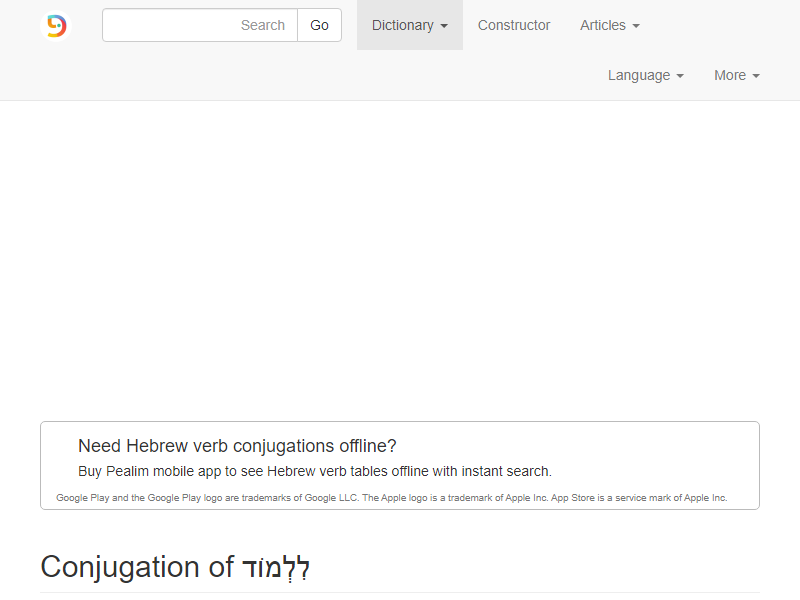 Search Go Dictionary Constructor Articles
Language More
Need Hebrew verb conjugations offline?
Buy Pealim mobile app to see Hebrew verb tables offline with instant search.
Google Play and the Google Play logo are trademarks of Google LLC. The Apple logo is a trademark of Apple Inc. App Store is a service mark of Apple Inc.
Conjugation of לִלְמוֹד